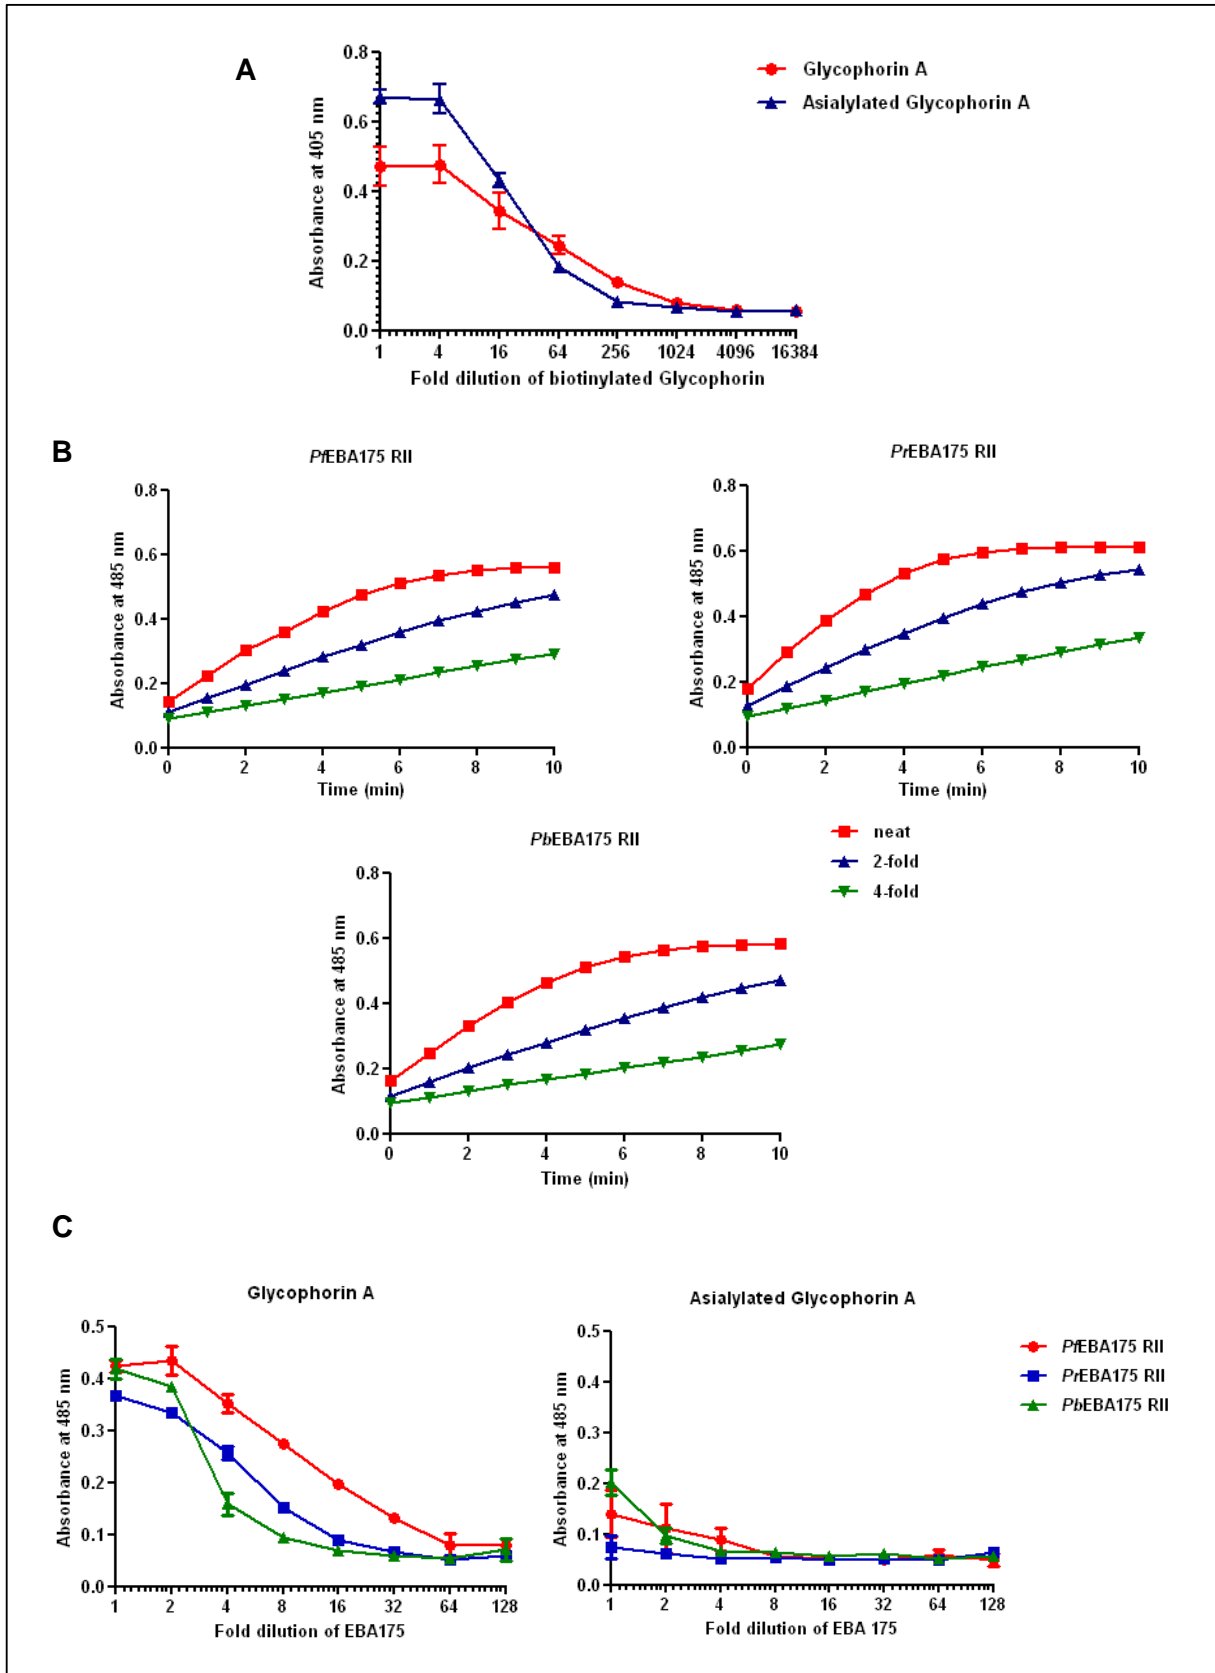 A
Absorbance at 405 nm
0.8
0.6
0.4
0.2
0.0
1 4 16 64 256 1024 4096 16384
Fold dilution of biotinylated Glycophorin
Glycophorin A
Asialylated Glycophorin A
B
PfEBA175 RII
Absorbance at 485 nm
0.8
0.6
0.4
0.2
0.0
0 2 4 6 8 10
Time (min)
PrEBA175 RII
Absorbance at 485 nm
0.8
0.6
0.4
0.2
0.0
0 2 4 6 8 10
Time (min)
PbEBA175 RII
Absorbance at 485 nm
0.8
0.6
0.4
0.2
0.0
0 2 4 6 8 10
Time (min)
neat
2-fold
4-fold
C
Glycophorin A
Absorbance at 485 nm
0.5
0.4
0.3
0.2
0.1
0.0
1 2 4 8 16 32 64 128
Fold dilution of EBA175
Asialylated Glycophorin A
Absorbance at 485 nm
0.5
0.4
0.3
0.2
0.1
0.0
1 2 4 8 16 32 64 128
Fold dilution of EBA 175
PfEBA175 RII
PrEBA175 RII
PbEBA175 RII